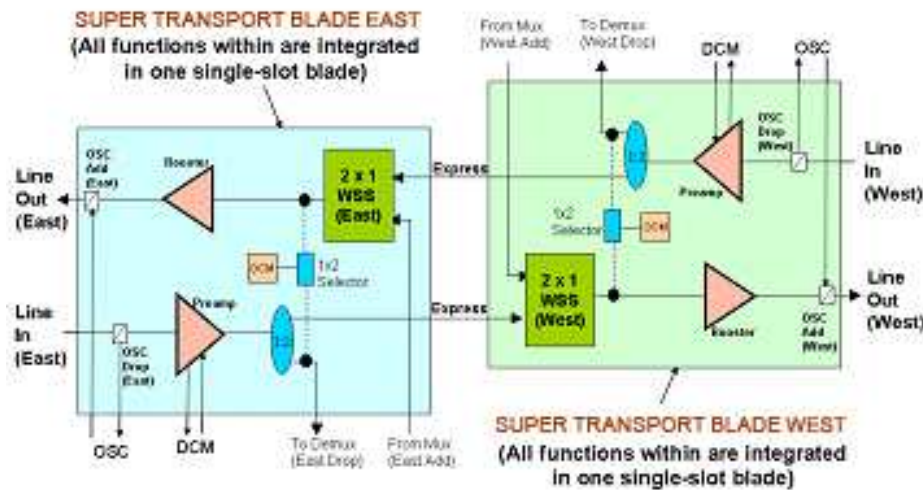 SUPER TRANSPORT BLADE EAST
(All functions within are integrated
in one single-slot blade)
From Mux
(West Add)
To Demux
(West Drop)
DCM
OSC
OSC
Drop
(West)
Line
In
(West)
Preamp
Express
1x2
Selector
DCM
2 x 1
WSS
(West)
Booster
OSC
Add
(West)
Line
Out
(West)
Line
Out
(East)
OSC
Add
(East)
Booster
2 x 1
WSS
(East)
DCM
1x2
Selector
Line
In
(East)
Preamp
OSC
Drop
(East)
Express
OSC
DCM
To Demux
(East Drop)
From Mux
(East Add)
SUPER TRANSPORT BLADE WEST
(All functions within are integrated
in one single-slot blade)